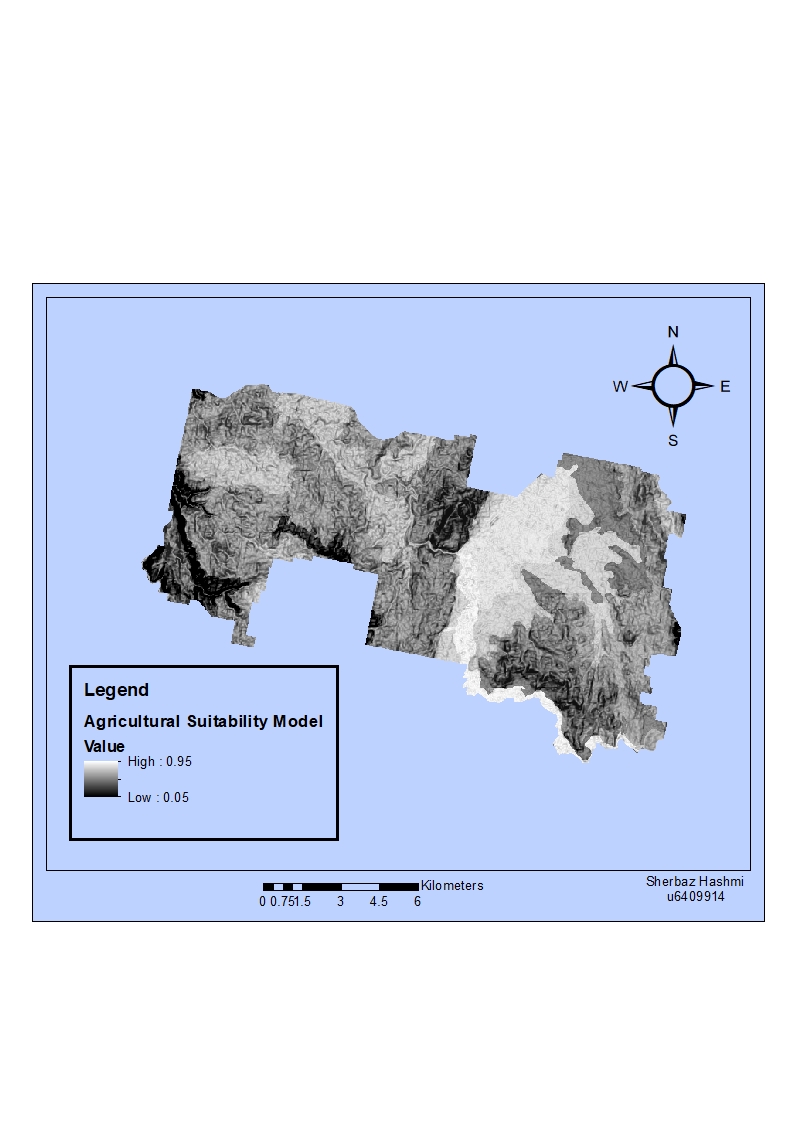 N
W E
S
Legend
Agricultural Suitability Model
Value
High : 0.95
Low : 0.05
Kilometers
0 0.751.5 3 4.5 6
Sherbaz Hashmi
u6409914